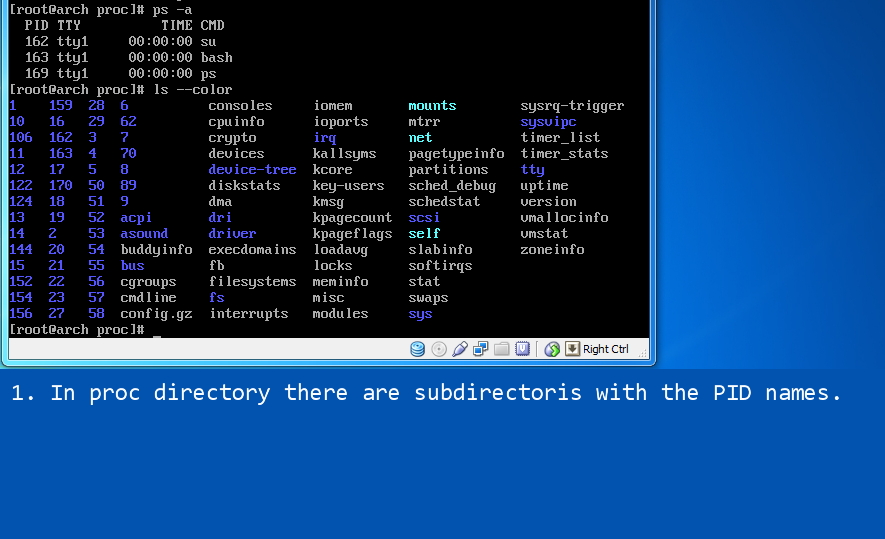 [root@arch proc]# ps -a
  PID TTY          TIME CMD
  162 tty1     00:00:00 su
  163 tty1     00:00:00 bash
  169 tty1     00:00:00 ps
[root@arch proc]# ls --color
1    159  28  6          consoles     iomem       mounts        sysrq-trigger
10   16   29  62         cpuinfo      ioports     mtrr          sysvipc
106  162  3   7          crypto       irq         net           timer_list
11   163  4   70         devices      kallsyms    pagetypeinfo  timer_stats
12   17   5   8          device-tree  kcore       partitions    tty
122  170  50  89         diskstats    key-users   sched_debug   uptime
124  18   51  9          dma          kmsg        schedstat     version
13   19   52  acpi       dri          kpagecount  scsi          vmallocinfo
14   2    53  asound     driver       kpageflags  self          vmstat
144  20   54  buddyinfo  execdomains  loadavg     slabinfo      zoneinfo
15   21   55  bus        fb           locks       softirqs
152  22   56  cgroups    filesystems  meminfo     stat
154  23   57  cmdline    fs           misc        swaps
156  27   58  config.gz  interrupts   modules     sys
[root@arch proc]# _
Right Ctrl
1. In proc directory there are subdirectoris with the PID names.